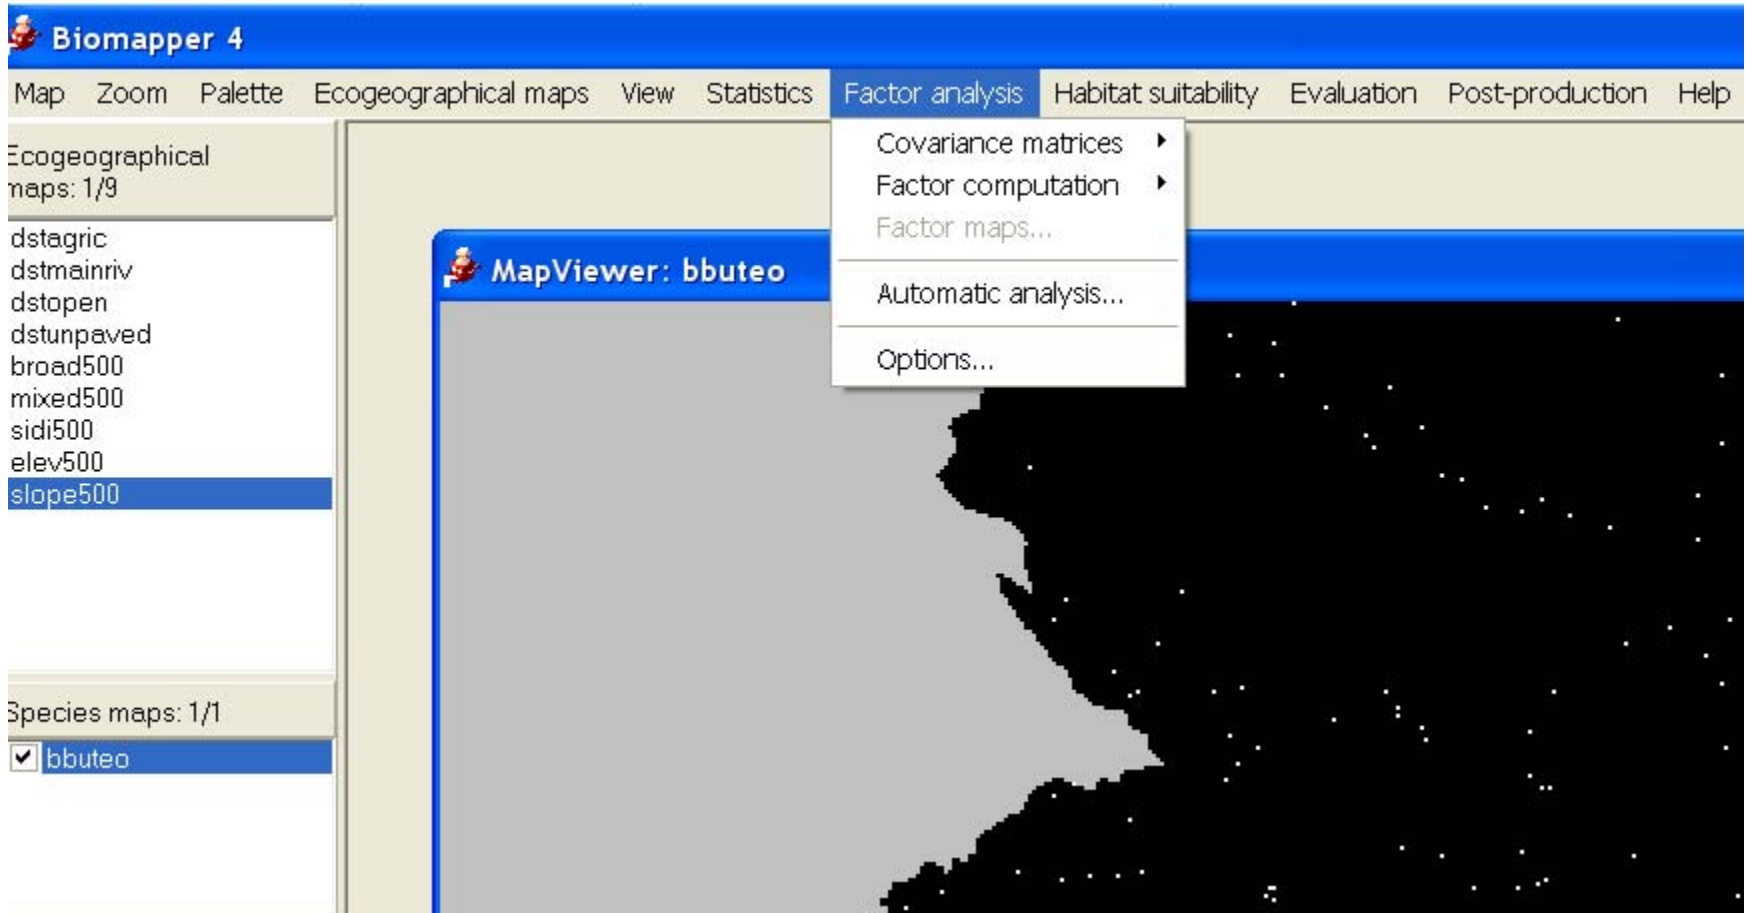 Biomapper 4
Map Zoom Palette Ecogeographical maps View Statistics Factor analysis Habitat suitability Evaluation Post-production Help
Ecogeographical
maps: 1/9
dstagric
dstmainriv
dstopen
dstunpaved
broad500
mixed500
sidi500
elev500
slope500
Species maps: 1/1
bbuteo
Covariance matrices
Factor computation
Factor maps...
Automatic analysis...
Options...
MapViewer: bbuteo